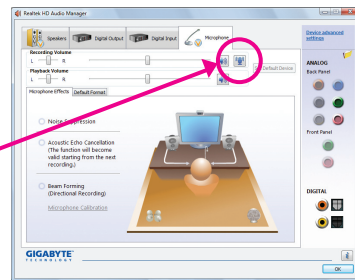 Realtek HD Audio Manager
Speakers
Digital Output
Digital Input
Microphone
Device advanced settings
Recording Volume
L
R
Set Default Device
Playback Volume
L
R
ANALOG
Back Panel
Microphone Effects
Default Format
Noise Suppression
Front Panel
Acoustic Echo Cancellation
(The function will become
valid starting from the next
recording.)
Beam Forming
(Directional Recording)
Microphone Calibration
DIGITAL
GIGABYTE
TECHNOLOGY
i
OK